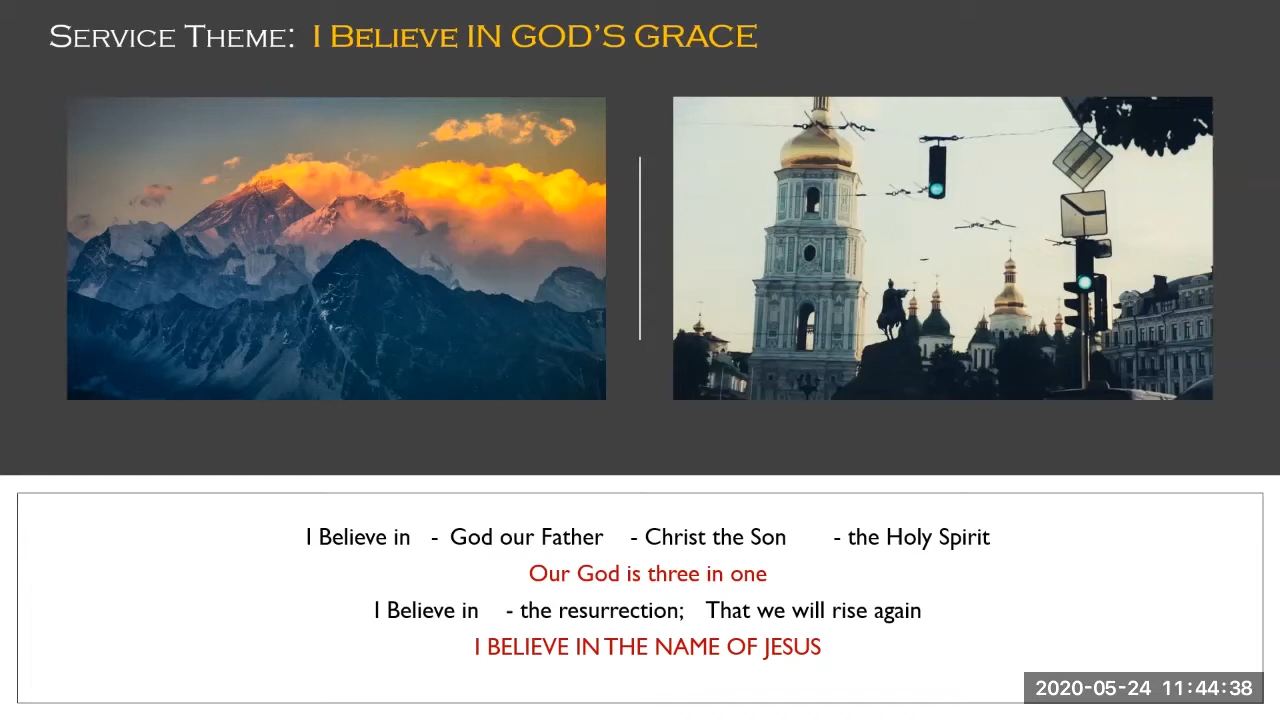 Service Theme: I Believe IN GOD'S GRACE
I Believe in - God our Father - Christ the Son - the Holy Spirit
Our God is three in one
I Believe in - the resurrection; That we will rise again
I BELIEVE IN THE NAME OF JESUS
2020-05-24 11:44:38